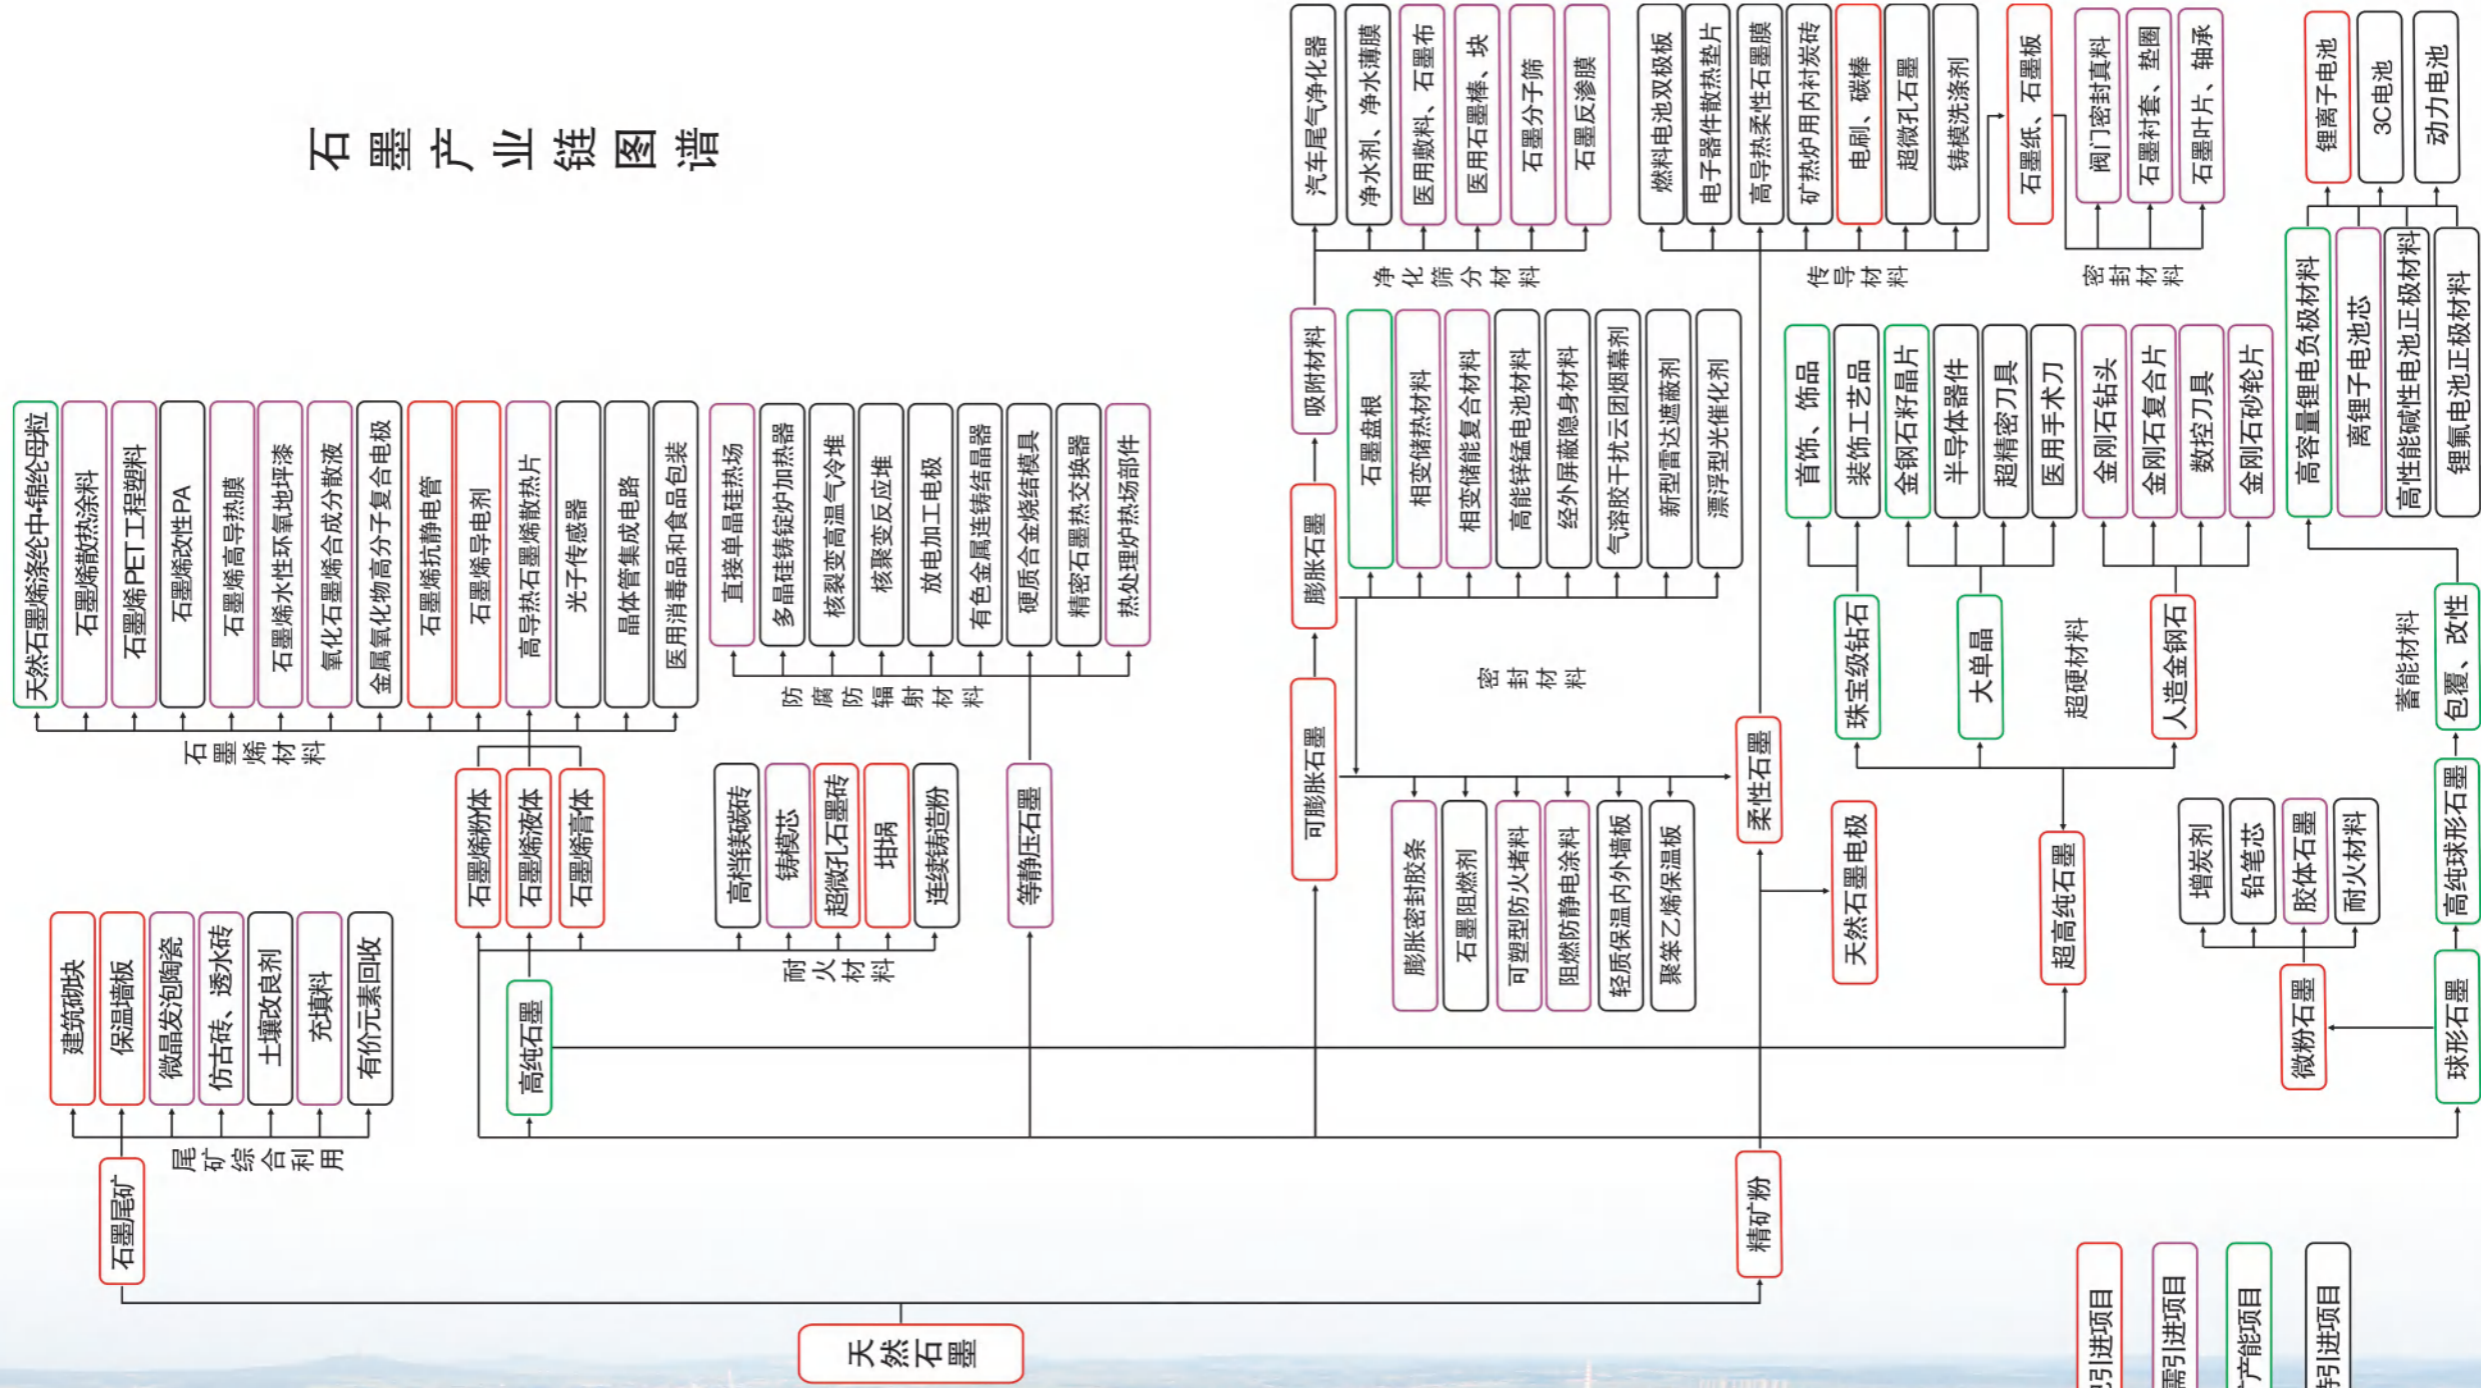 石墨产业链图谱
天然石墨
石墨尾矿
尾矿综合利用
建筑砌块
保温墙板
微晶发泡陶瓷
仿古砖、透水砖
土壤改良剂
充填料
有价元素回收
精矿粉
高纯石墨
石墨烯粉体
石墨烯液体
石墨烯膏体
石墨烯材料
天然石墨烯涤纶中·锦纶母粒
石墨烯散热涂料
石墨烯PET工程塑料
石墨烯改性PA
石墨烯高导热膜
石墨烯水性环氧地坪漆
氧化石墨烯合成分散液
金属氧化物高分子复合电极
石墨烯抗静电管
石墨烯导电剂
高导热石墨烯散热片
光子传感器
晶体管集成电路
医用消毒品和食品包装
耐火材料
高档镁碳砖
铸模芯
超微孔石墨砖
坩埚
连续铸造粉
等静压石墨
防腐防辐射材料
直接单晶硅热场
多晶硅铸锭炉加热器
核裂变高温气冷堆
核聚变反应堆
放电加工电极
有色金属连铸结晶器
硬质合金烧结模具
精密石墨热交换器
热处理炉热场部件
可膨胀石墨
膨胀石墨
吸附材料
净化筛分材料
汽车尾气净化器
净水剂、净水薄膜
医用敷料、石墨布
医用石墨棒、块
石墨分子筛
石墨反渗膜
石墨盘根
相变储热材料
相变储能复合材料
高能锌锰电池材料
经外屏蔽隐身材料
气溶胶干扰云团烟幕剂
新型雷达遮蔽剂
漂浮型光催化剂
密封材料
膨胀密封胶条
石墨阻燃剂
可塑型防火堵料
阻燃防静电涂料
轻质保温内外墙板
聚笨乙烯保温板
柔性石墨
传导材料
燃料电池双极板
电子器件散热垫片
高导热柔性石墨膜
矿热炉用内衬炭砖
电刷、碳棒
超微孔石墨
铸模洗涤剂
石墨纸、石墨板
密封材料
阀门密封真料
石墨衬套、垫圈
石墨叶片、轴承
天然石墨电极
超高纯石墨
超硬材料
珠宝级钻石
首饰、饰品
装饰工艺品
大单晶
金钢石籽晶片
半导体器件
超精密刀具
医用手术刀
人造金钢石
金刚石钻头
金刚石复合片
数控刀具
金刚石砂轮片
球形石墨
微粉石墨
增炭剂
铅笔芯
胶体石墨
耐火材料
高纯球形石墨
包覆、改性
蓄能材料
高容量锂电负极材料
离锂子电池芯
高性能碱性电池正极材料
锂氟电池正极材料
锂离子电池
3C电池
动力电池
引进项目
需引进项目
产能项目
引进项目